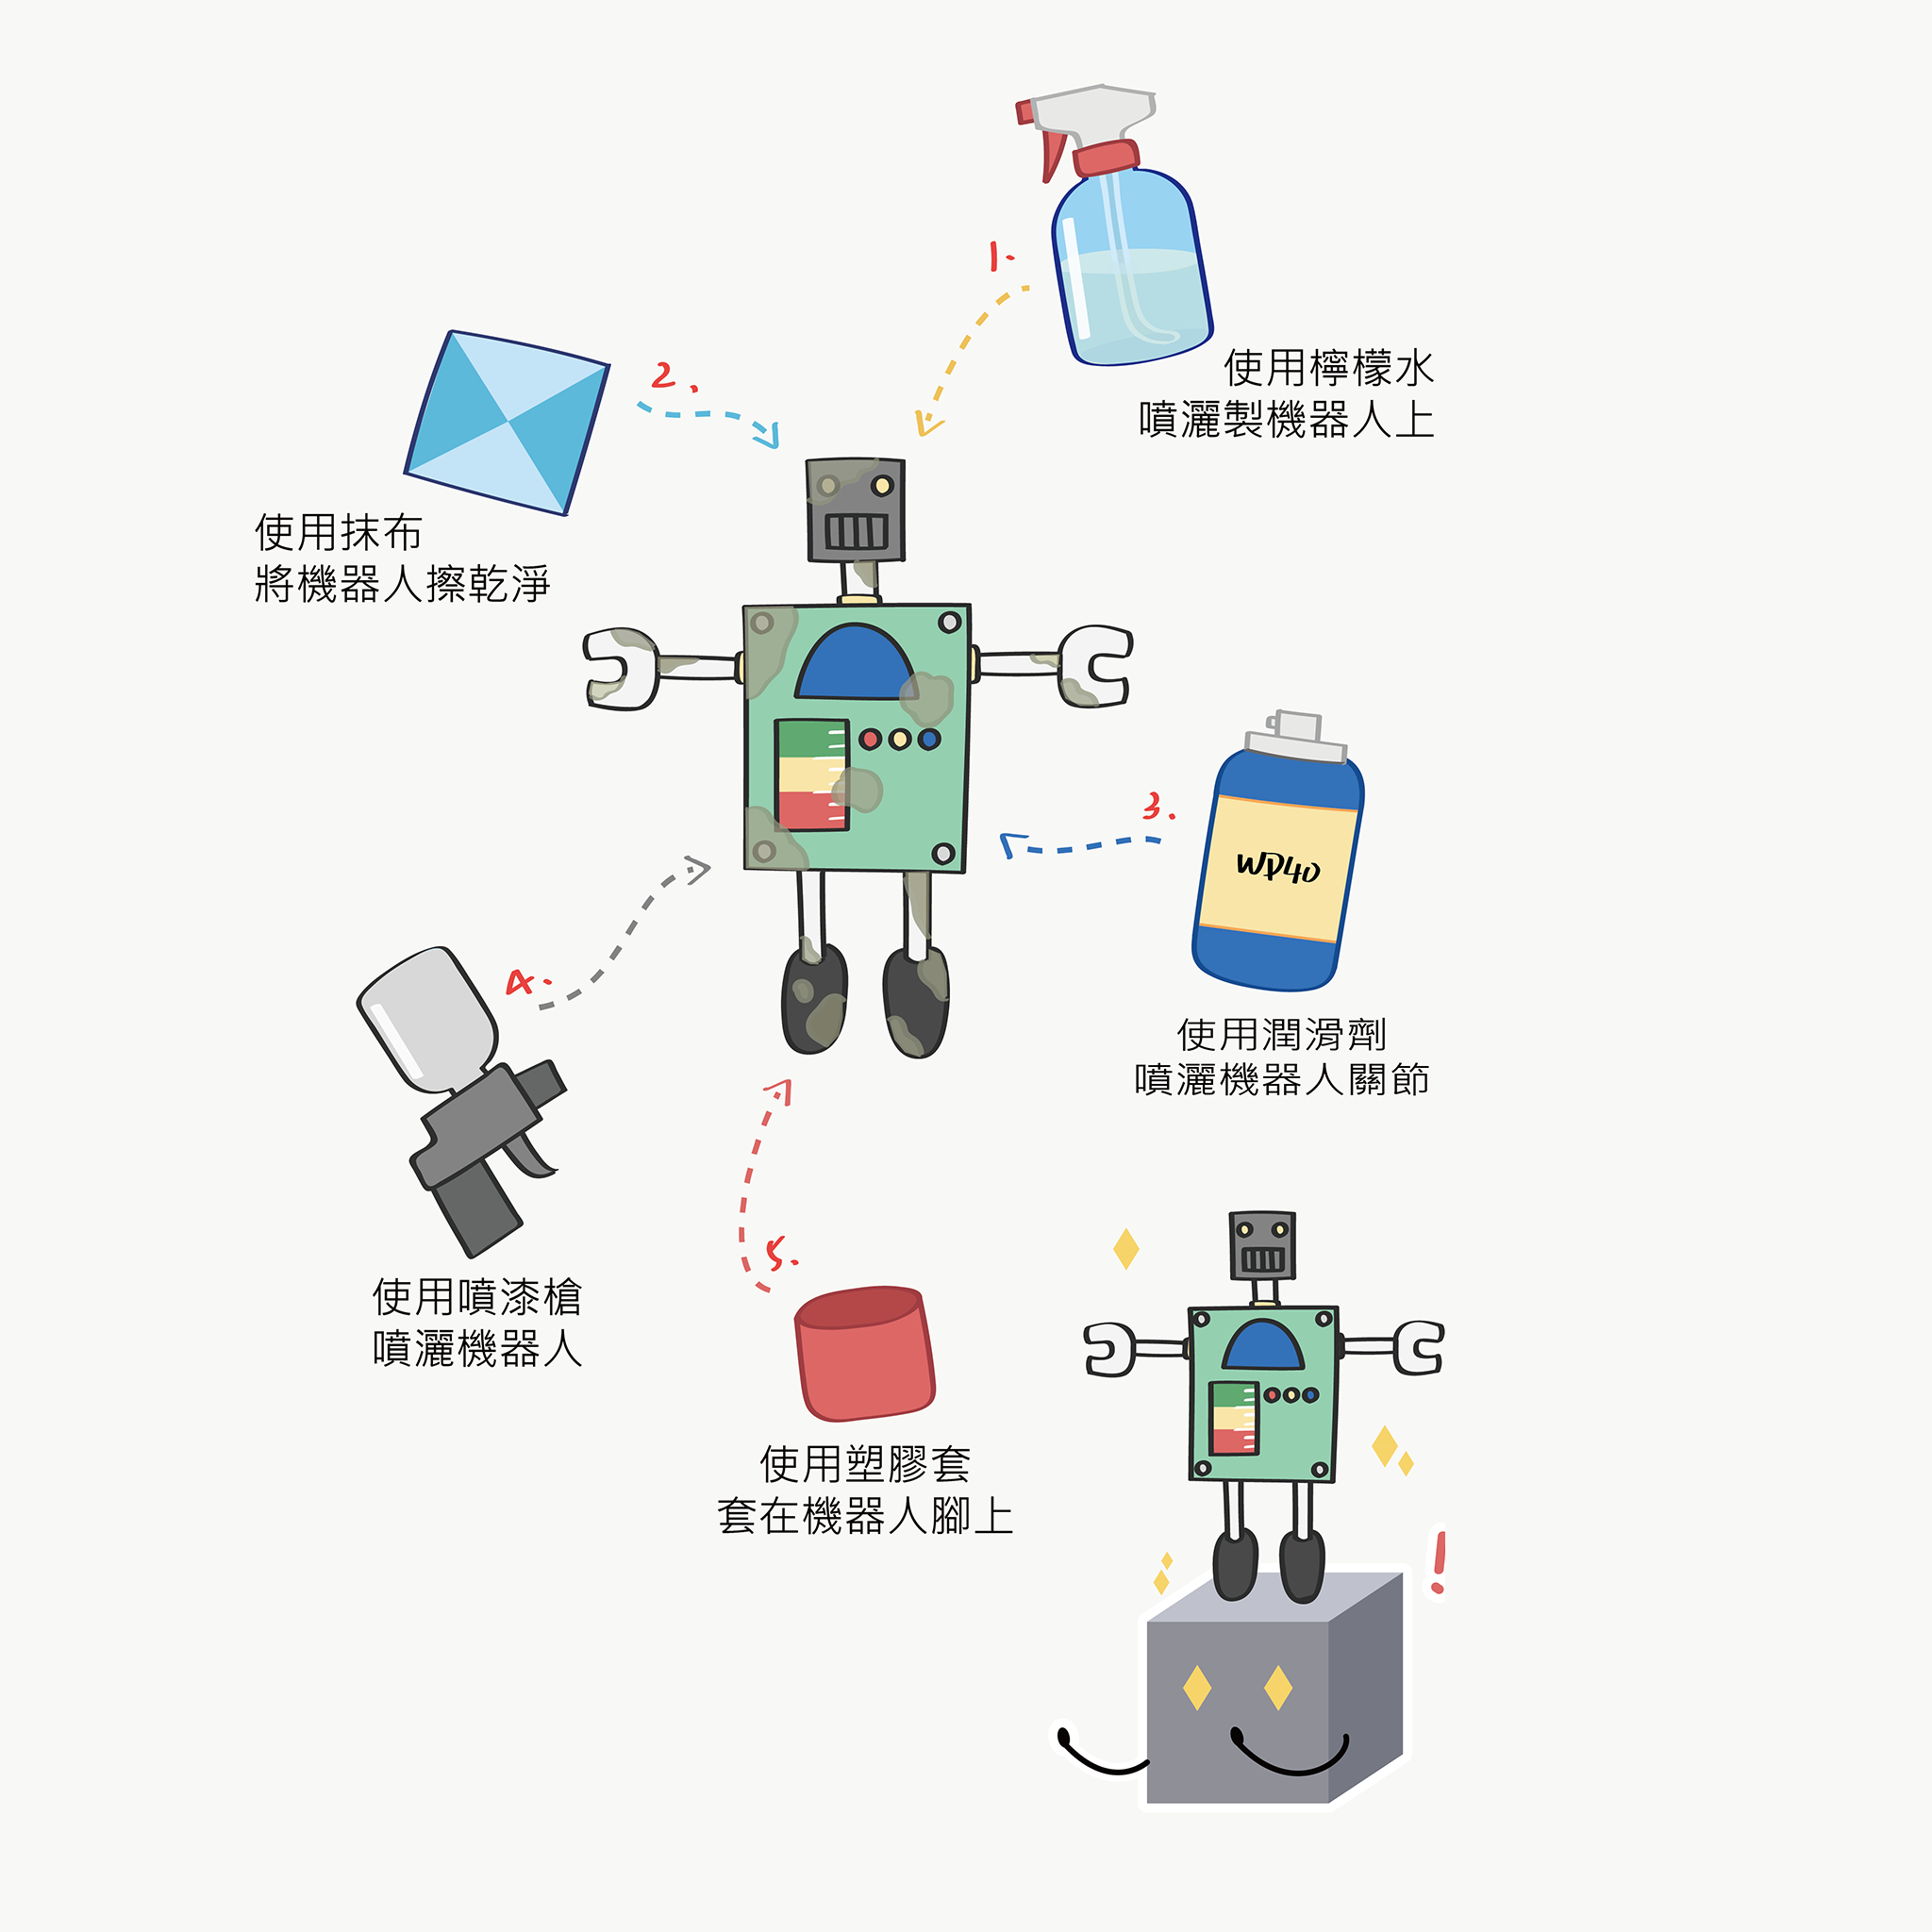 1.
使用檸檬水
噴灑製機器人上
2.
使用抹布
將機器人擦乾淨
3.
WD40
使用潤滑劑
噴灑機器人關節
4.
使用噴漆槍
噴灑機器人
5.
使用塑膠套
套在機器人腳上
!